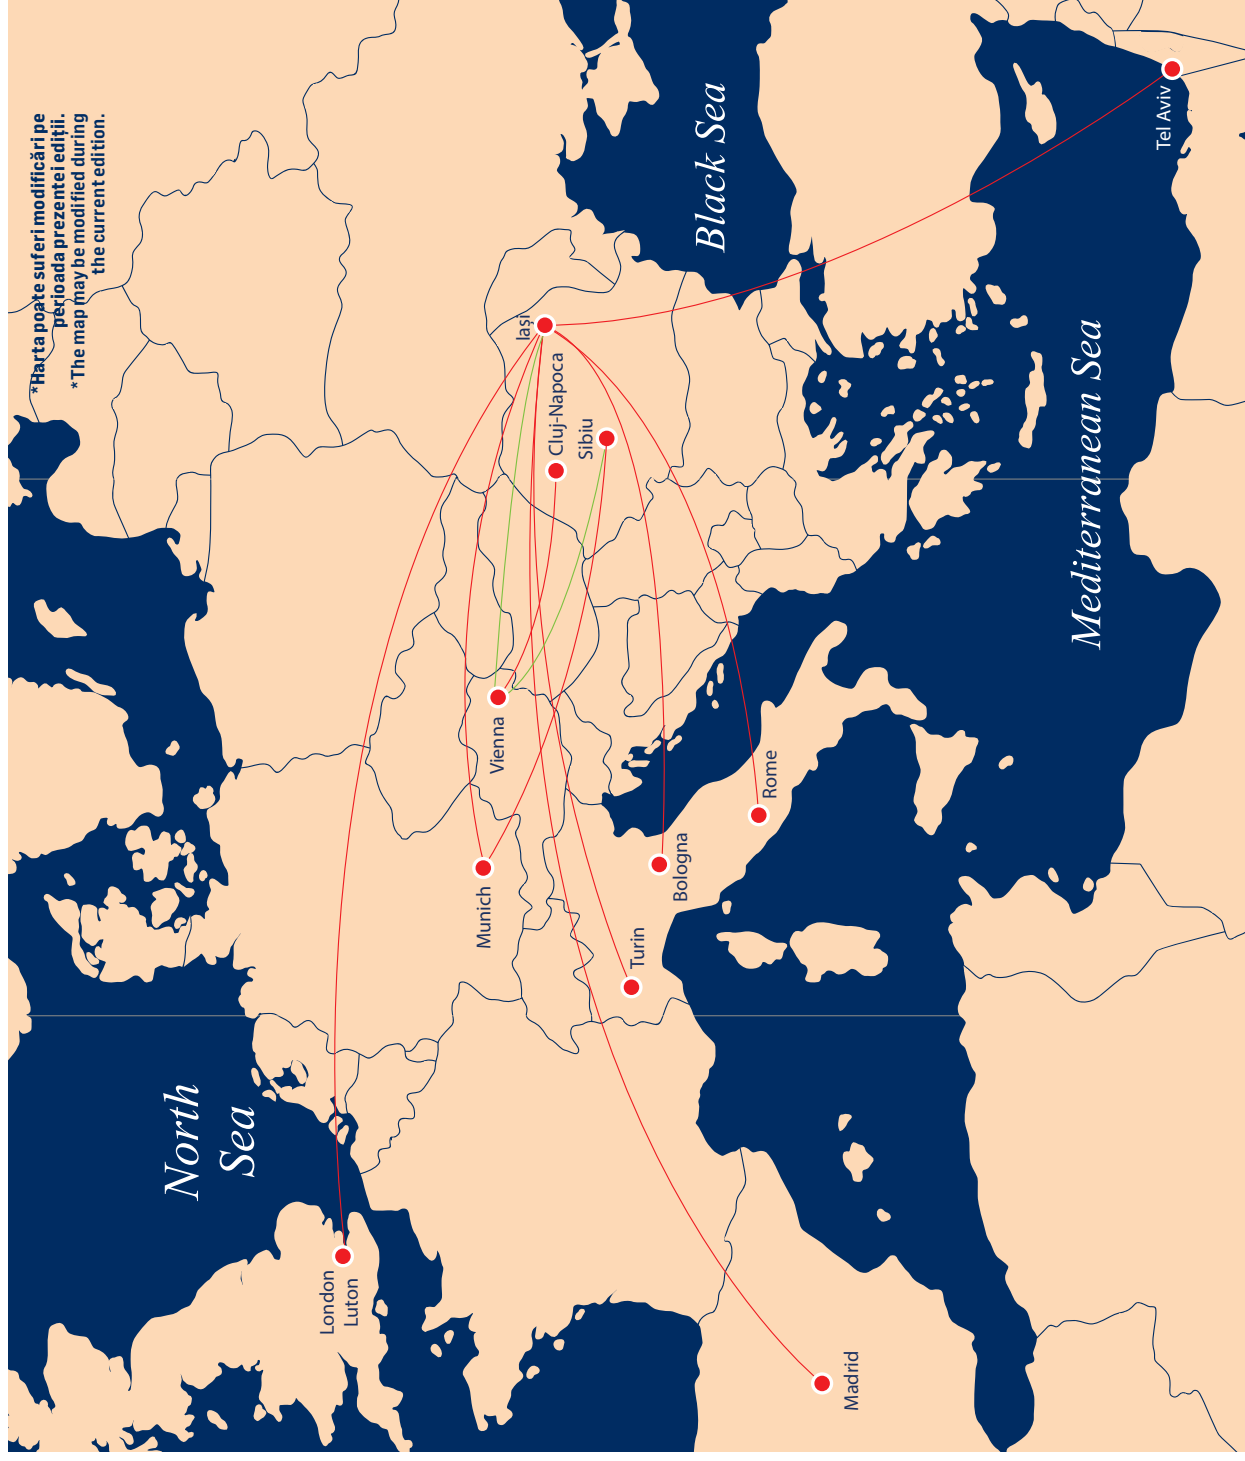 *Harta poate suferi modificări pe
perioada prezentei ediții.
*The map may be modified during
the current edition.
North
Sea
London
Luton
Munich
Vienna
Cluj-Napoca
Iași
Sibiu
Black Sea
Turin
Bologna
Rome
Madrid
Mediterranean Sea
Tel Aviv